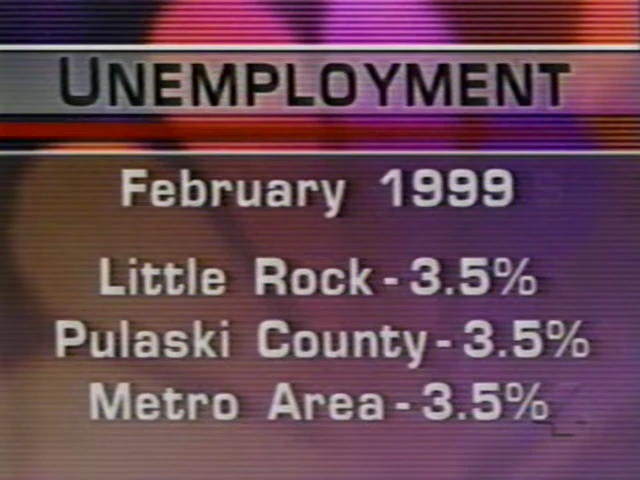 UNEMPLOYMENT
February 1999
Little Rock - 3.5%
Pulaski County - 3.5%
Metro Area - 3.5%